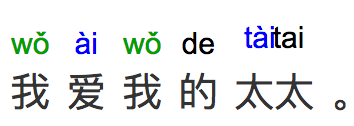 wǒ ài wǒ de tàitai
我 爱 我 的 太太 。